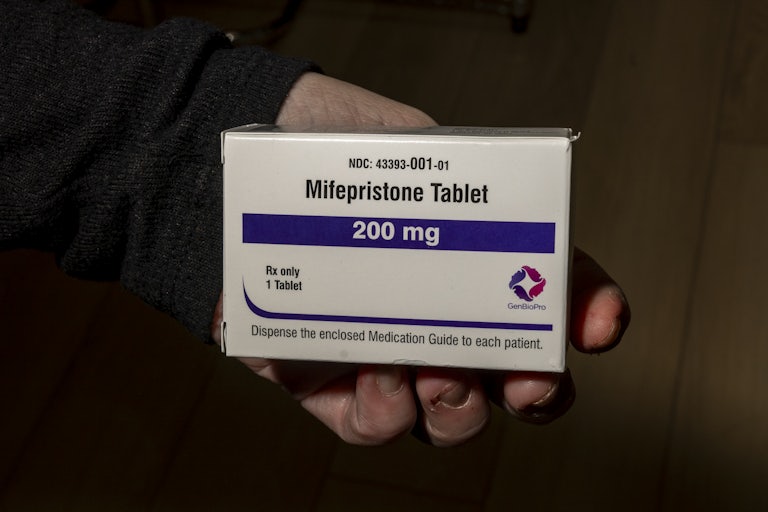 NDC: 43393-001-01
Mifepristone Tablet
200 mg
Rx only
1 Tablet
GenBioPro
Dispense the enclosed Medication Guide to each patient.